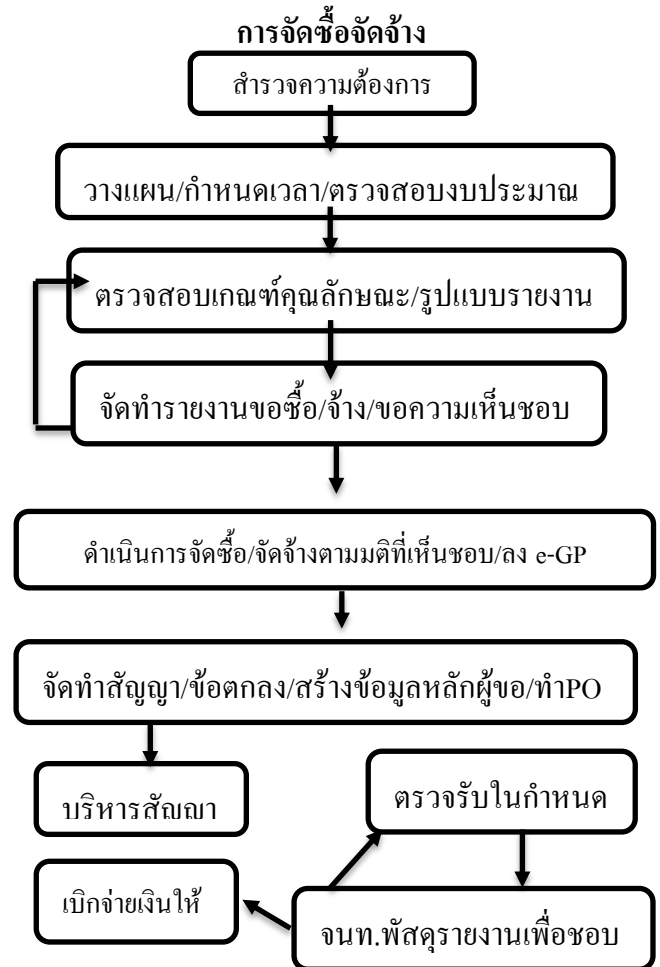 การจัดซื้อจัดจ้าง
สำรวจความต้องการ
วางแผน/กำหนดเวลา/ตรวจสอบงบประมาณ
ตรวจสอบเกณฑ์คุณลักษณะ/รูปแบบรายงาน
จัดทำรายงานขอซื้อ/จ้าง/ขอความเห็นชอบ
ดำเนินการจัดซื้อ/จัดจ้างตามมติที่เห็นชอบ/ลง e-GP
จัดทำสัญญา/ข้อตกลง/สร้างข้อมูลหลักผู้ขอ/ทำPO
บริหารสัณณา
ตรวจรับในกำหนด
เบิกจ่ายเงินให้
จนท.พัสดุรายงานเพื่อชอบ